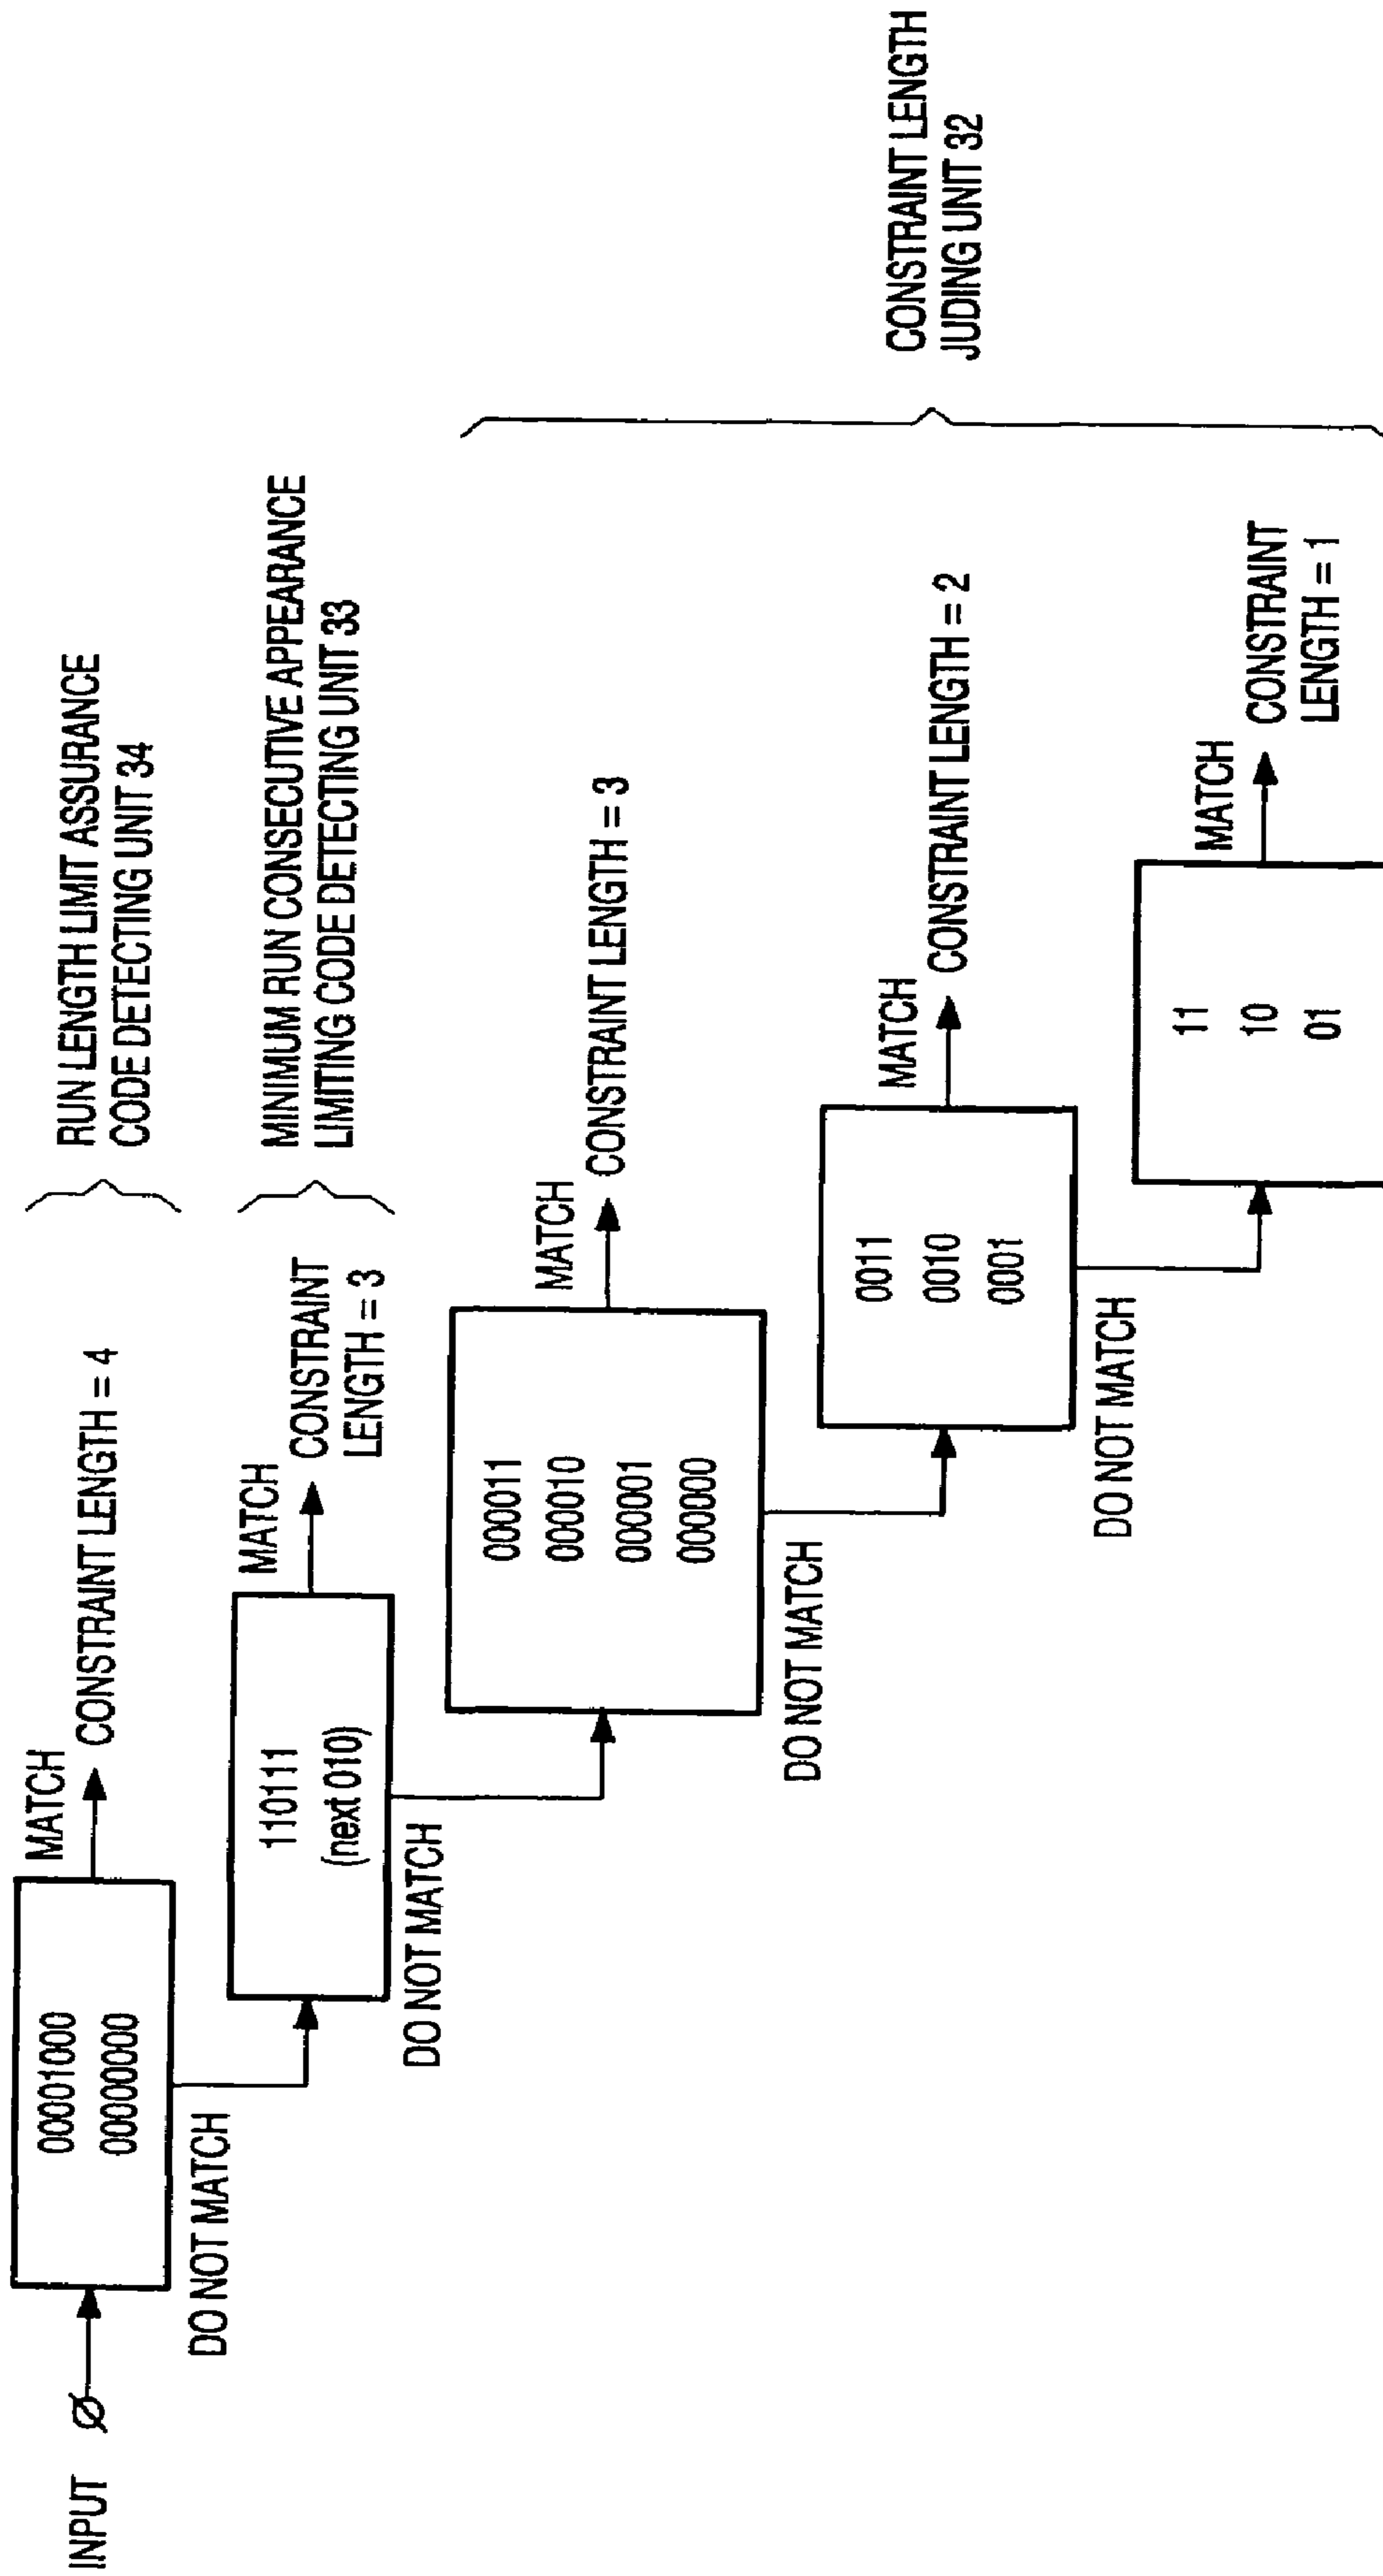 INPUT
00001000
00000000
MATCH
CONSTRAINT LENGTH = 4
RUN LENGTH LIMIT ASSURANCE
CODE DETECTING UNIT 34
DO NOT MATCH
110111
(next 010)
MATCH
CONSTRAINT
LENGTH = 3
MINIMUM RUN CONSECUTIVE APPEARANCE
LIMITING CODE DETECTING UNIT 33
DO NOT MATCH
000011
000010
000001
000000
MATCH
CONSTRAINT LENGTH = 3
DO NOT MATCH
0011
0010
0001
MATCH
CONSTRAINT LENGTH = 2
DO NOT MATCH
11
10
01
MATCH
CONSTRAINT
LENGTH = 1
CONSTRAINT LENGTH
JUDING UNIT 32